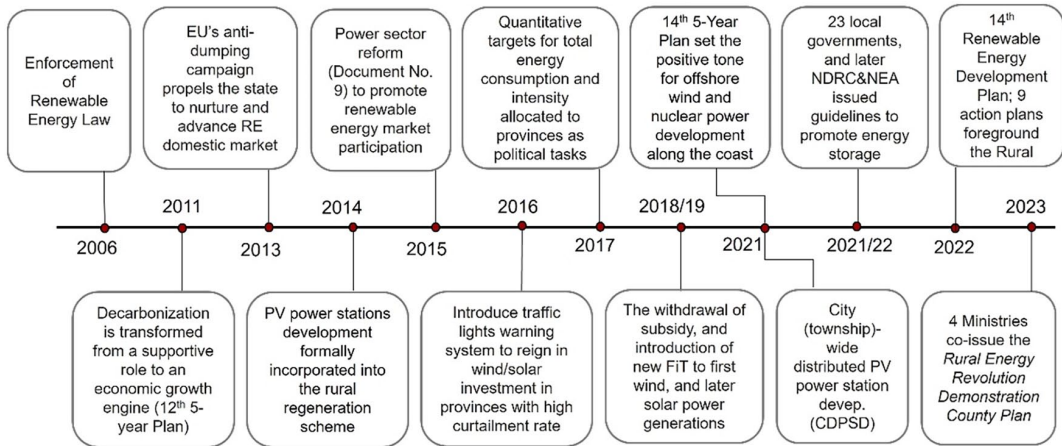 Enforcement
of
Renewable
Energy Law
EU's anti-
dumping
campaign
propels the state
to nurture and
advance RE
domestic market
Power sector
reform
(Document No.
9) to promote
renewable
energy market
participation
Quantitative
targets for total
energy
consumption and
intensity
allocated to
provinces as
political tasks
14th 5-Year
Plan set the
positive tone
for offshore
wind and
nuclear power
development
along the coast
23 local
governments,
and later
NDRC&NEA
issued
guidelines to
promote energy
storage
14th
Renewable
Energy
Development
Plan; 9
action plans
foreground
the Rural
2011
2014
2016
2018/19
2023
2006
2013
2015
2017
2021
2021/22
2022
Decarbonization
is transformed
from a supportive
role to an
economic growth
engine (12th 5-
year Plan)
PV power stations
development
formally
incorporated into
the rural
regeneration
scheme
Introduce traffic
lights warning
system to reign in
wind/solar
investment in
provinces with high
curtailment rate
The withdrawal of
subsidy, and
introduction of
new FiT to first
wind, and later
solar power
generations
City
(township)-
wide
distributed PV
power station
devep.
(CDPSD)
4 Ministries
co-issue the
Rural Energy
Revolution
Demonstration
County Plan